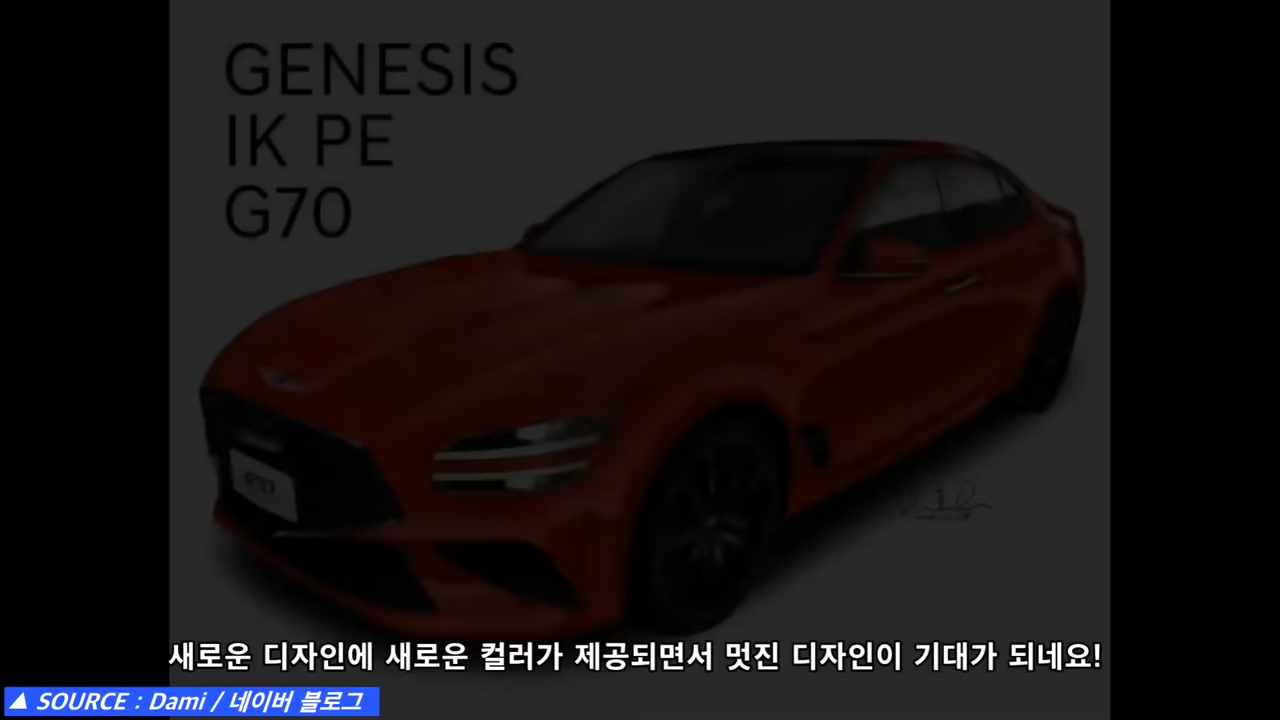 GENESIS
IK PE
G70
새로운 디자인에 새로운 컬러가 제공되면서 멋진 디자인이 기대가 되네요!
▲ SOURCE : Dami / 네이버 블로그